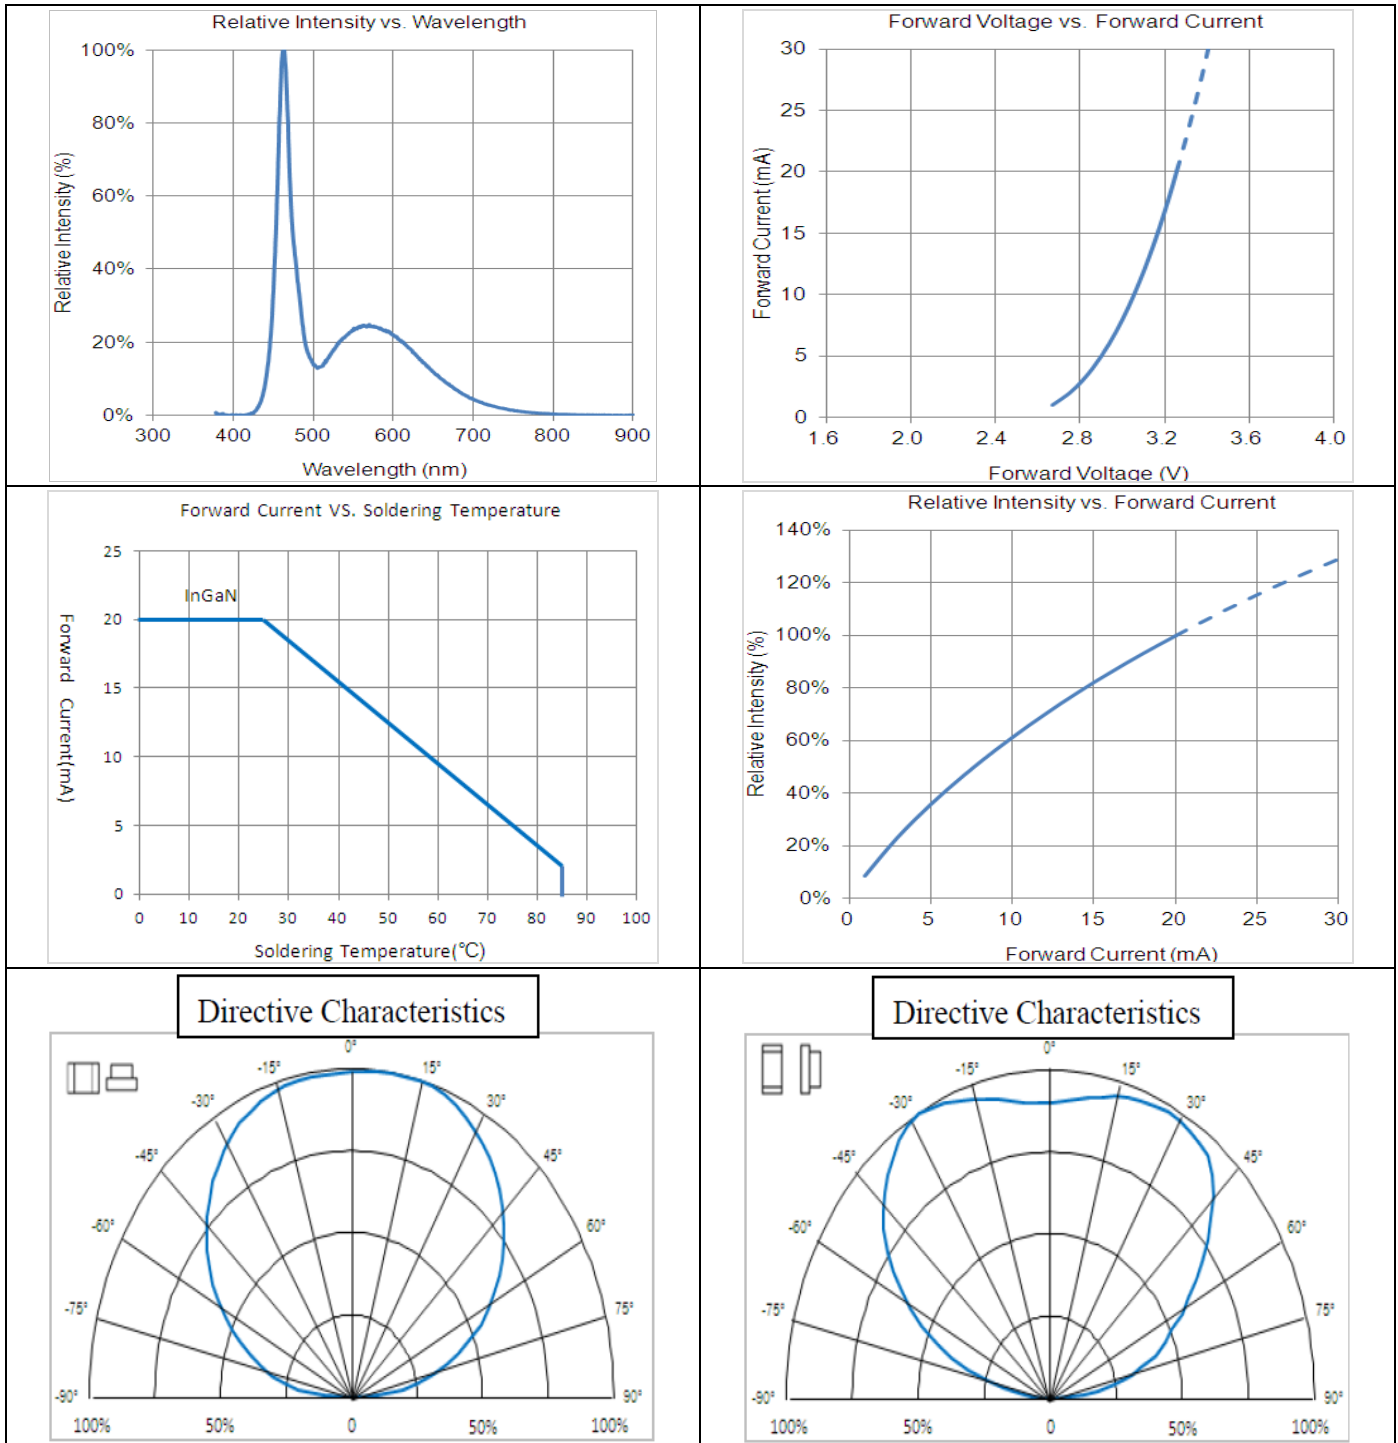 Relative Intensity vs. Wavelength
100%
80%
60%
40%
20%
0%
Relative Intensity (%)
300 400 500 600 700 800 900
Wavelength (nm)
Forward Voltage vs. Forward Current
30
25
20
15
10
5
0
Forward Current (mA)
1.6 2.0 2.4 2.8 3.2 3.6 4.0
Forward Voltage (V)
Forward Current VS. Soldering Temperature
25
InGaN
20
15
10
5
0
Forward Current(mA)
0 10 20 30 40 50 60 70 80 90 100
Soldering Temperature(℃)
Relative Intensity vs. Forward Current
140%
120%
100%
80%
60%
40%
20%
0%
Relative Intensity (%)
0 5 10 15 20 25 30
Forward Current (mA)
Directive Characteristics
0°
-15° 15°
-30° 30°
-45° 45°
-60° 60°
-75° 75°
-90° 90°
100% 50% 0 50% 100%
Directive Characteristics
0°
-15° 15°
-30° 30°
-45° 45°
-60° 60°
-75° 75°
-90° 90°
100% 50% 0 50% 100%